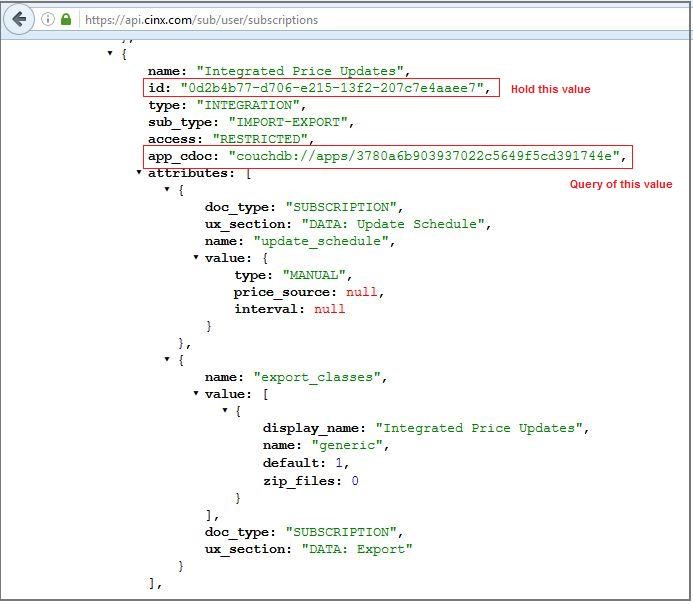 https://api.cinx.com/sub/user/subscriptions
},
{
name: "Integrated Price Updates",
id: "0d2b4b77-d706-e215-13f2-207c7e4aaee7", Hold this value
type: "INTEGRATION",
sub_type: "IMPORT-EXPORT",
access: "RESTRICTED",
app_cdoc: "couchdb://apps/3780a6b903937022c5649f5cd391744e",
attributes: [ Query of this value
{
doc_type: "SUBSCRIPTION",
ux_section: "DATA: Update Schedule",
name: "update_schedule",
value: {
type: "MANUAL",
price_source: null,
interval: null
}
},
{
name: "export_classes",
value: [
{
display_name: "Integrated Price Updates",
name: "generic",
default: 1,
zip_files: 0
}
],
doc_type: "SUBSCRIPTION",
ux_section: "DATA: Export"
}
],